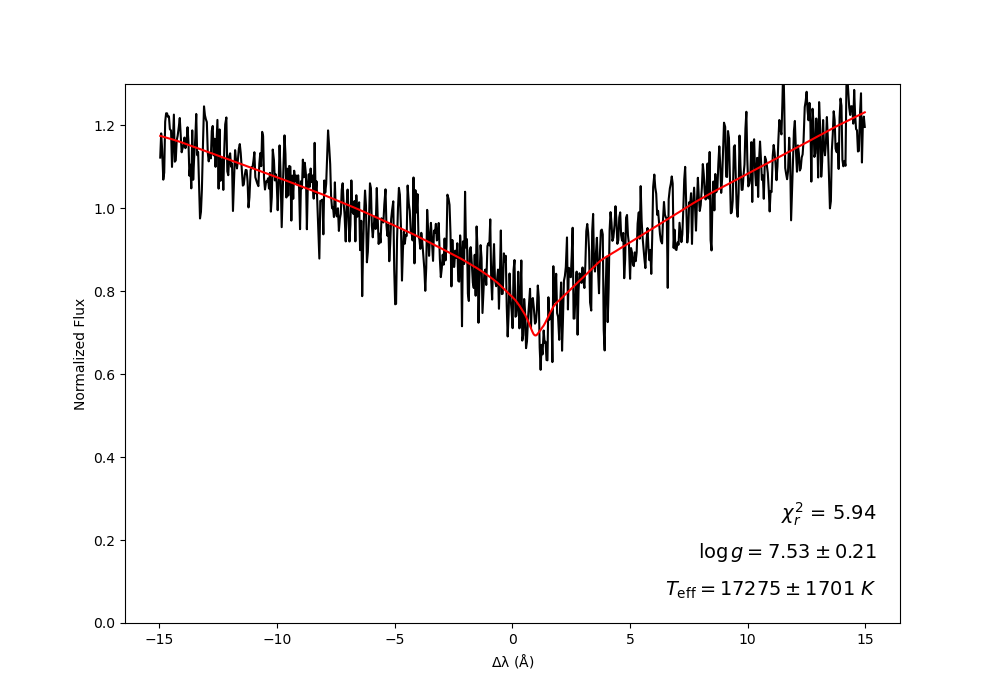 Normalized Flux
1.2
1.0
0.8
0.6
0.4
0.2
0.0
χ²ᵣ = 5.94
log g = 7.53 ± 0.21
T_eff = 17275 ± 1701 K
−15 −10 −5 0 5 10 15
Δλ (Å)